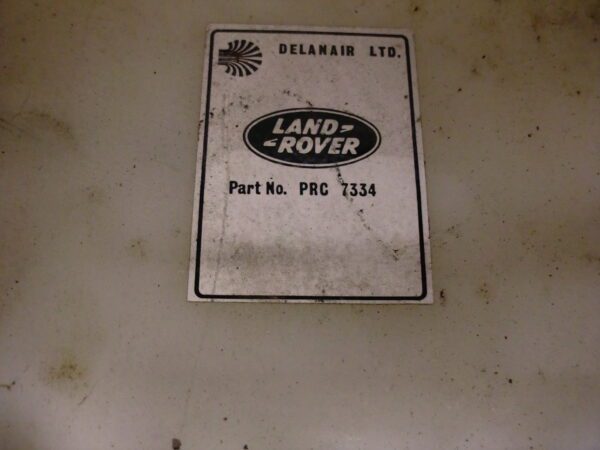 DELANAIR LTD.
LAND
ROVER
Part No. PRC 7334